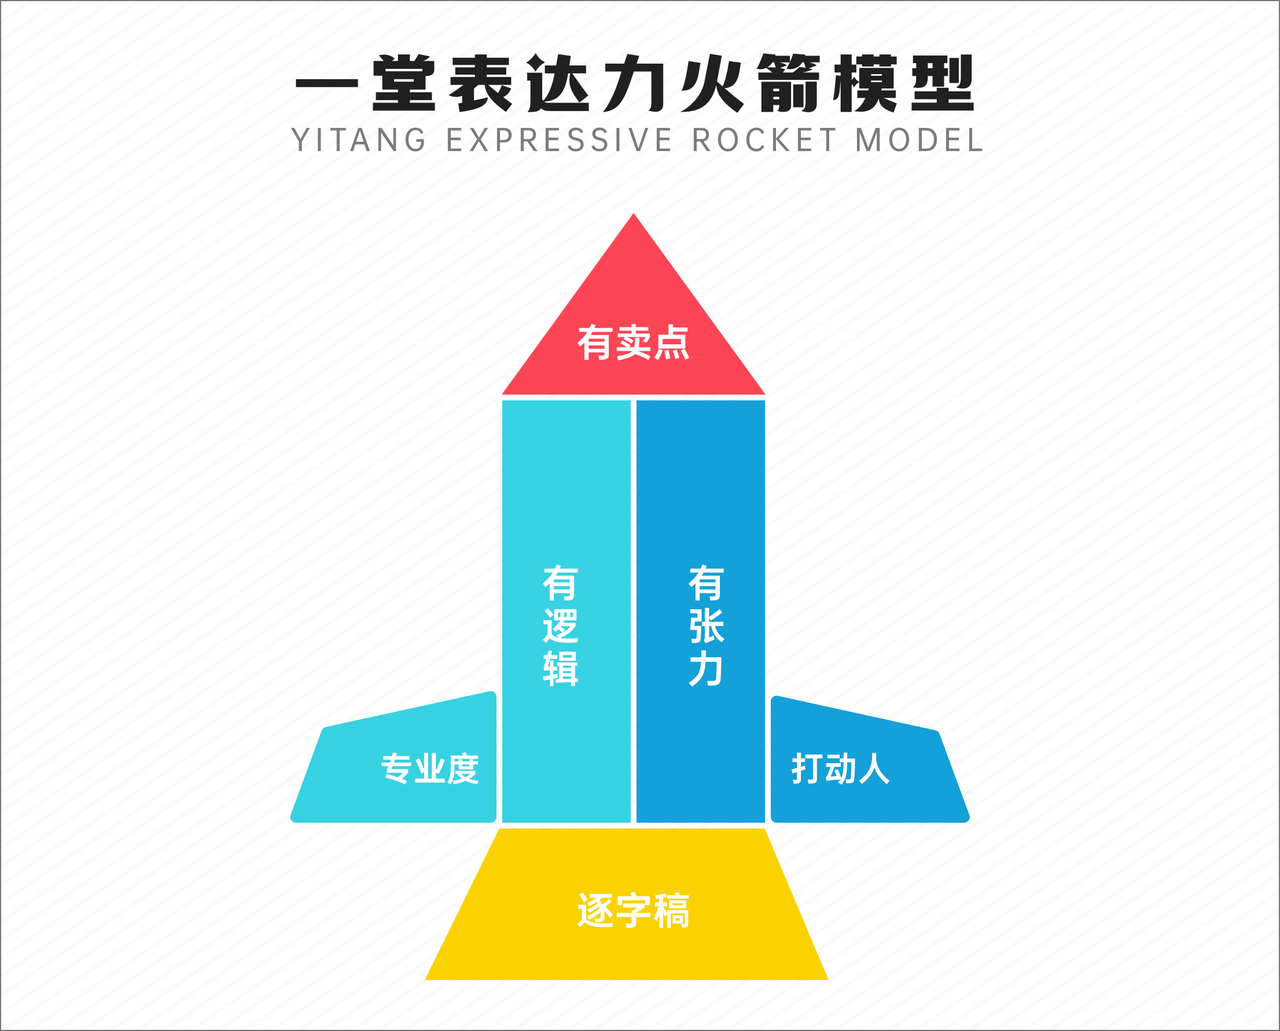 一堂表达力火箭模型
YITANG EXPRESSIVE ROCKET MODEL
有卖点
有逻辑
有张力
专业度
打动人
逐字稿